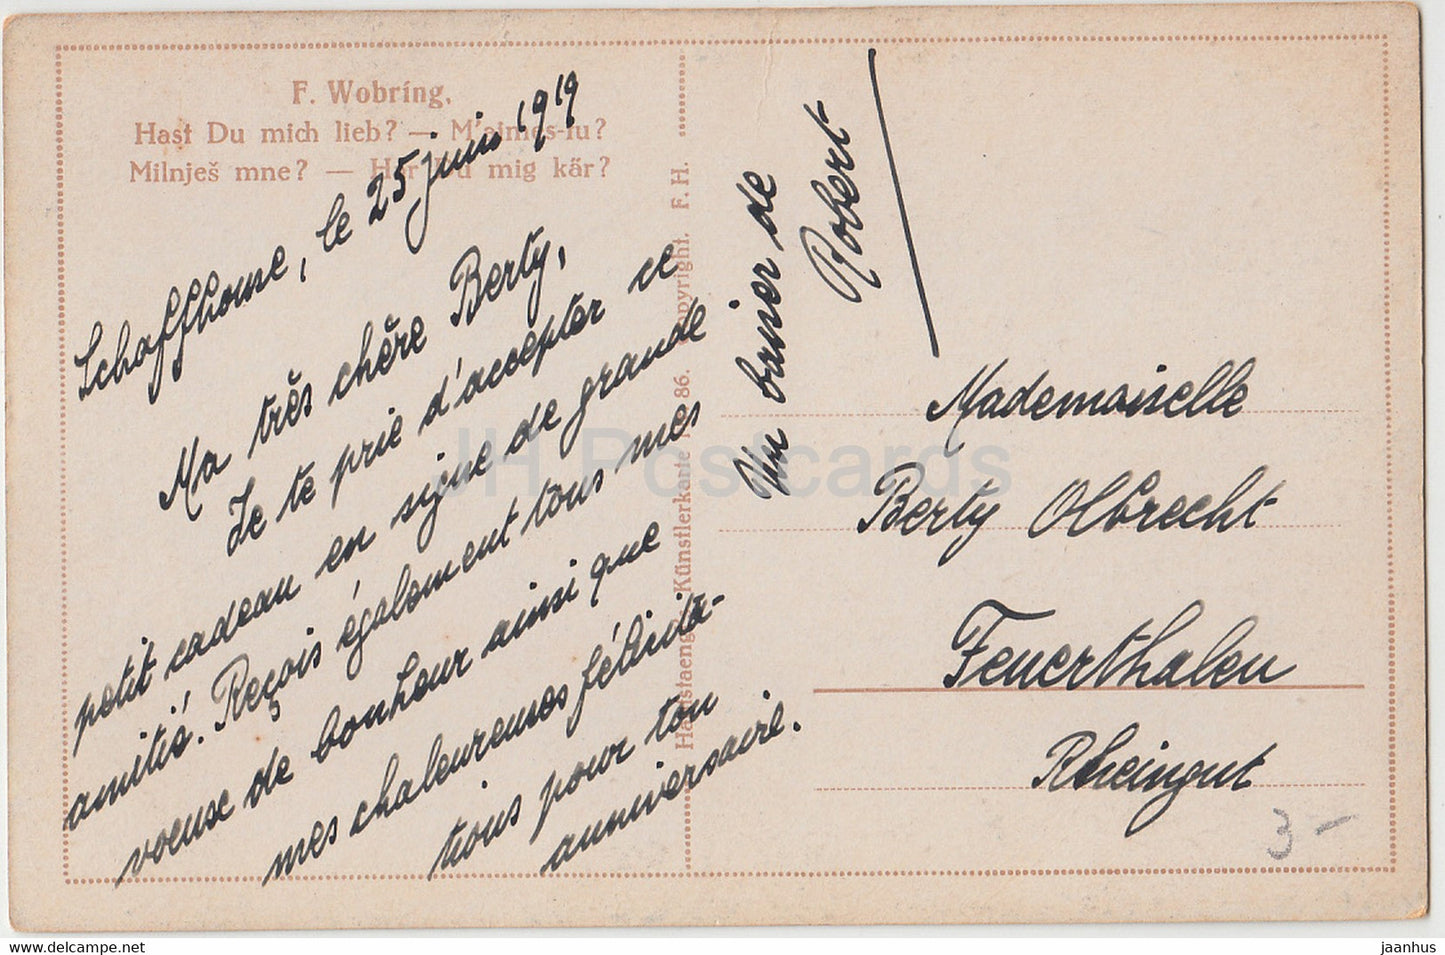 F. Wobring.
Hast Du mich lieb? — M'aimes-tu?
Milnješ mne? — Har Du mig kär?
Schaffhouse, le 25 juin 1919
Ma très chère Berty,
Je te prie d'accepter ce
petit cadeau en signe de grande
amitié. Reçois également tous mes
voeux de bonheur ainsi que
mes chaleureuses félicita-
tions pour ton
anniversaire.
Un baiser de
Robert
Künstlerkarte 86. Copyright. F. H.
Mademoiselle
Berty Olbrecht
Feuerthalen
Rheingut
3 –
JH Postcards
jaanhus